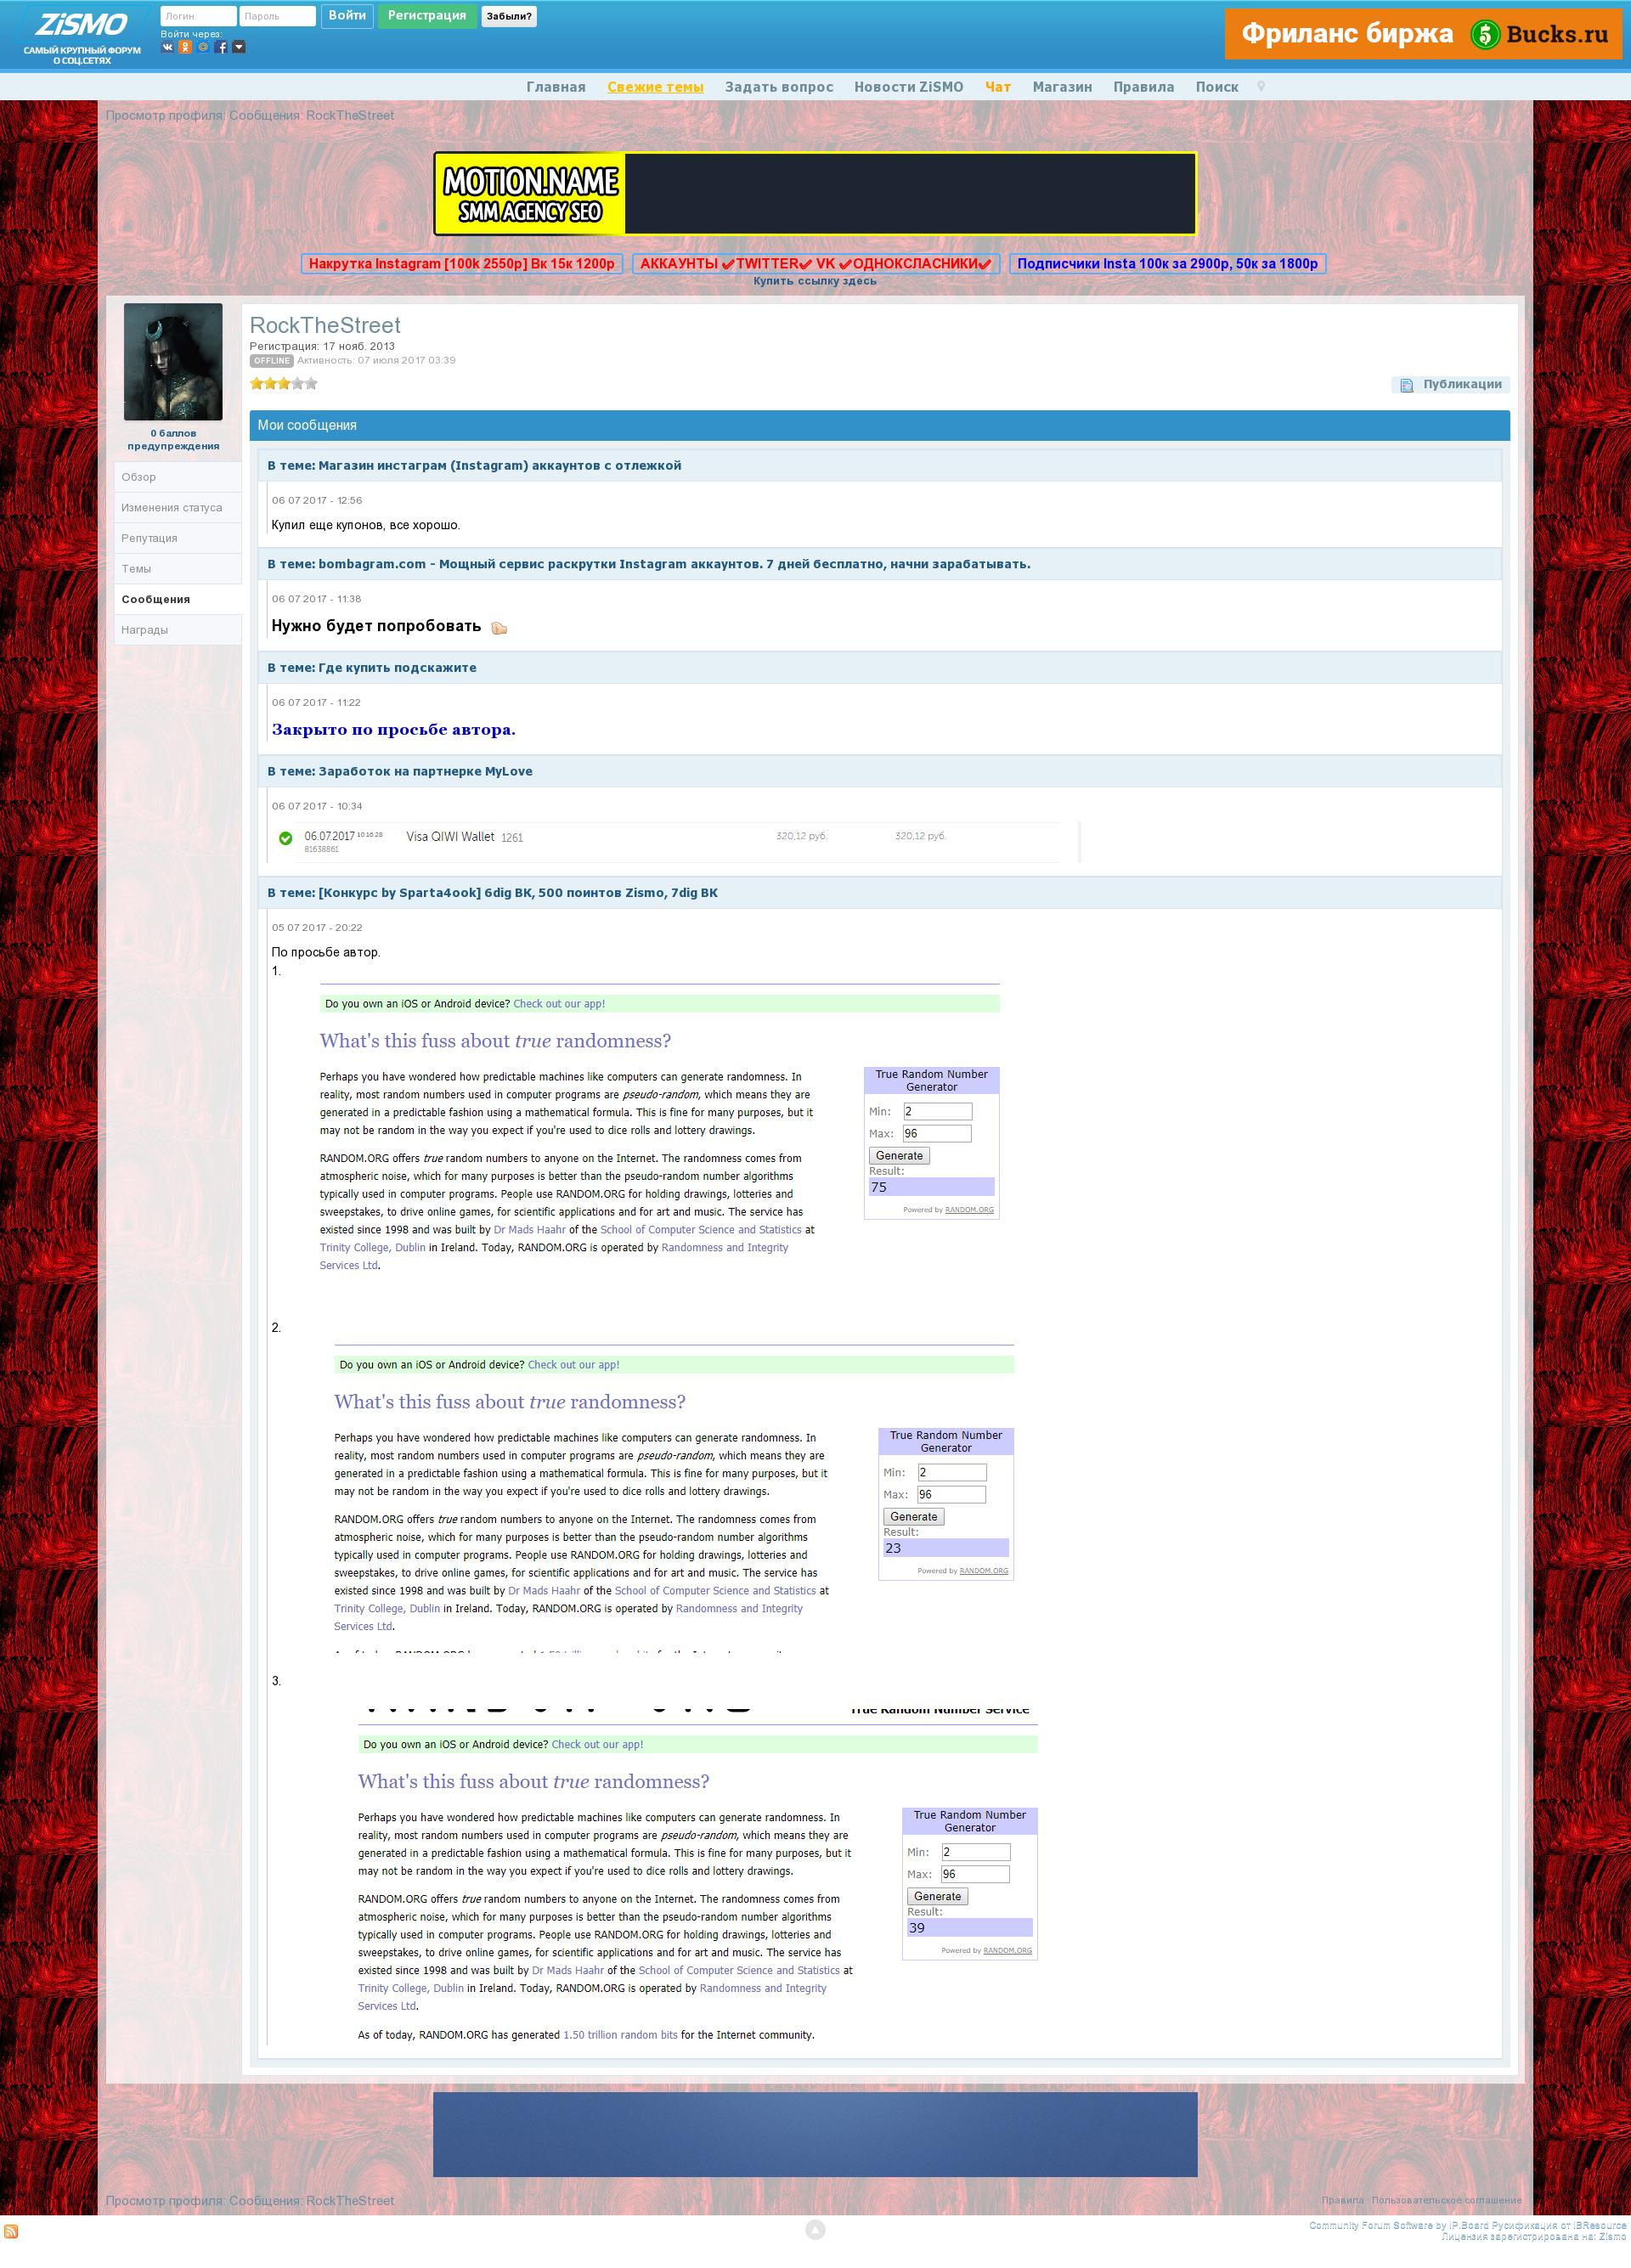 ZiSMO
САМЫЙ КРУПНЫЙ ФОРУМ
О СОЦ.СЕТЯХ
Логин Пароль Войти Регистрация Забыли?
Войти через:
Фриланс биржа 5 Bucks.ru
Главная Свежие темы Задать вопрос Новости ZiSMO Чат Магазин Правила Поиск
Просмотр профиля: Сообщения: RockTheStreet
MOTION.NAME
SMM AGENCY SEO
Накрутка Instagram [100k 2550р] Вк 15к 1200р АККАУНТЫ ✔TWITTER✔ VK ✔ОДНОКСЛАСНИКИ✔ Подписчики Insta 100к за 2900р, 50к за 1800р
Купить ссылку здесь
RockTheStreet
Регистрация: 17 нояб. 2013
OFFLINE Активность: 07 июля 2017 03:39
Публикации
0 баллов
предупреждения
Обзор
Изменения статуса
Репутация
Темы
Сообщения
Награды
Мои сообщения
В теме: Магазин инстаграм (Instagram) аккаунтов с отлежкой
06 07 2017 - 12:56
Купил еще купонов, все хорошо.
В теме: bombagram.com - Мощный сервис раскрутки Instagram аккаунтов. 7 дней бесплатно, начни зарабатывать.
06 07 2017 - 11:38
Нужно будет попробовать
В теме: Где купить подскажите
06 07 2017 - 11:22
Закрыто по просьбе автора.
В теме: Заработок на партнерке MyLove
06 07 2017 - 10:34
06.07.2017 10:16:28 Visa QIWI Wallet 1261 320,12 руб. 320,12 руб.
81638861
В теме: [Конкурс by Sparta4ook] 6dig ВК, 500 поинтов Zismo, 7dig ВК
05 07 2017 - 20:22
По просьбе автор.
1.
Do you own an iOS or Android device? Check out our app!
What's this fuss about true randomness?
Perhaps you have wondered how predictable machines like computers can generate randomness. In
reality, most random numbers used in computer programs are pseudo-random, which means they are
generated in a predictable fashion using a mathematical formula. This is fine for many purposes, but it
may not be random in the way you expect if you're used to dice rolls and lottery drawings.
RANDOM.ORG offers true random numbers to anyone on the Internet. The randomness comes from
atmospheric noise, which for many purposes is better than the pseudo-random number algorithms
typically used in computer programs. People use RANDOM.ORG for holding drawings, lotteries and
sweepstakes, to drive online games, for scientific applications and for art and music. The service has
existed since 1998 and was built by Dr Mads Haahr of the School of Computer Science and Statistics at
Trinity College, Dublin in Ireland. Today, RANDOM.ORG is operated by Randomness and Integrity
Services Ltd.
True Random Number
Generator
Min: 2
Max: 96
Generate
Result:
75
Powered by RANDOM.ORG
2.
Do you own an iOS or Android device? Check out our app!
What's this fuss about true randomness?
Perhaps you have wondered how predictable machines like computers can generate randomness. In
reality, most random numbers used in computer programs are pseudo-random, which means they are
generated in a predictable fashion using a mathematical formula. This is fine for many purposes, but it
may not be random in the way you expect if you're used to dice rolls and lottery drawings.
RANDOM.ORG offers true random numbers to anyone on the Internet. The randomness comes from
atmospheric noise, which for many purposes is better than the pseudo-random number algorithms
typically used in computer programs. People use RANDOM.ORG for holding drawings, lotteries and
sweepstakes, to drive online games, for scientific applications and for art and music. The service has
existed since 1998 and was built by Dr Mads Haahr of the School of Computer Science and Statistics at
Trinity College, Dublin in Ireland. Today, RANDOM.ORG is operated by Randomness and Integrity
Services Ltd.
True Random Number
Generator
Min: 2
Max: 96
Generate
Result:
23
Powered by RANDOM.ORG
3.
True Random Number Service
Do you own an iOS or Android device? Check out our app!
What's this fuss about true randomness?
Perhaps you have wondered how predictable machines like computers can generate randomness. In
reality, most random numbers used in computer programs are pseudo-random, which means they are
generated in a predictable fashion using a mathematical formula. This is fine for many purposes, but it
may not be random in the way you expect if you're used to dice rolls and lottery drawings.
RANDOM.ORG offers true random numbers to anyone on the Internet. The randomness comes from
atmospheric noise, which for many purposes is better than the pseudo-random number algorithms
typically used in computer programs. People use RANDOM.ORG for holding drawings, lotteries and
sweepstakes, to drive online games, for scientific applications and for art and music. The service has
existed since 1998 and was built by Dr Mads Haahr of the School of Computer Science and Statistics at
Trinity College, Dublin in Ireland. Today, RANDOM.ORG is operated by Randomness and Integrity
Services Ltd.
As of today, RANDOM.ORG has generated 1.50 trillion random bits for the Internet community.
True Random Number
Generator
Min: 2
Max: 96
Generate
Result:
39
Powered by RANDOM.ORG
Просмотр профиля: Сообщения: RockTheStreet
Правила · Пользовательское соглашение
Community Forum Software by IP.Board Русификация от IBResource
Лицензия зарегистрирована на: Zismo